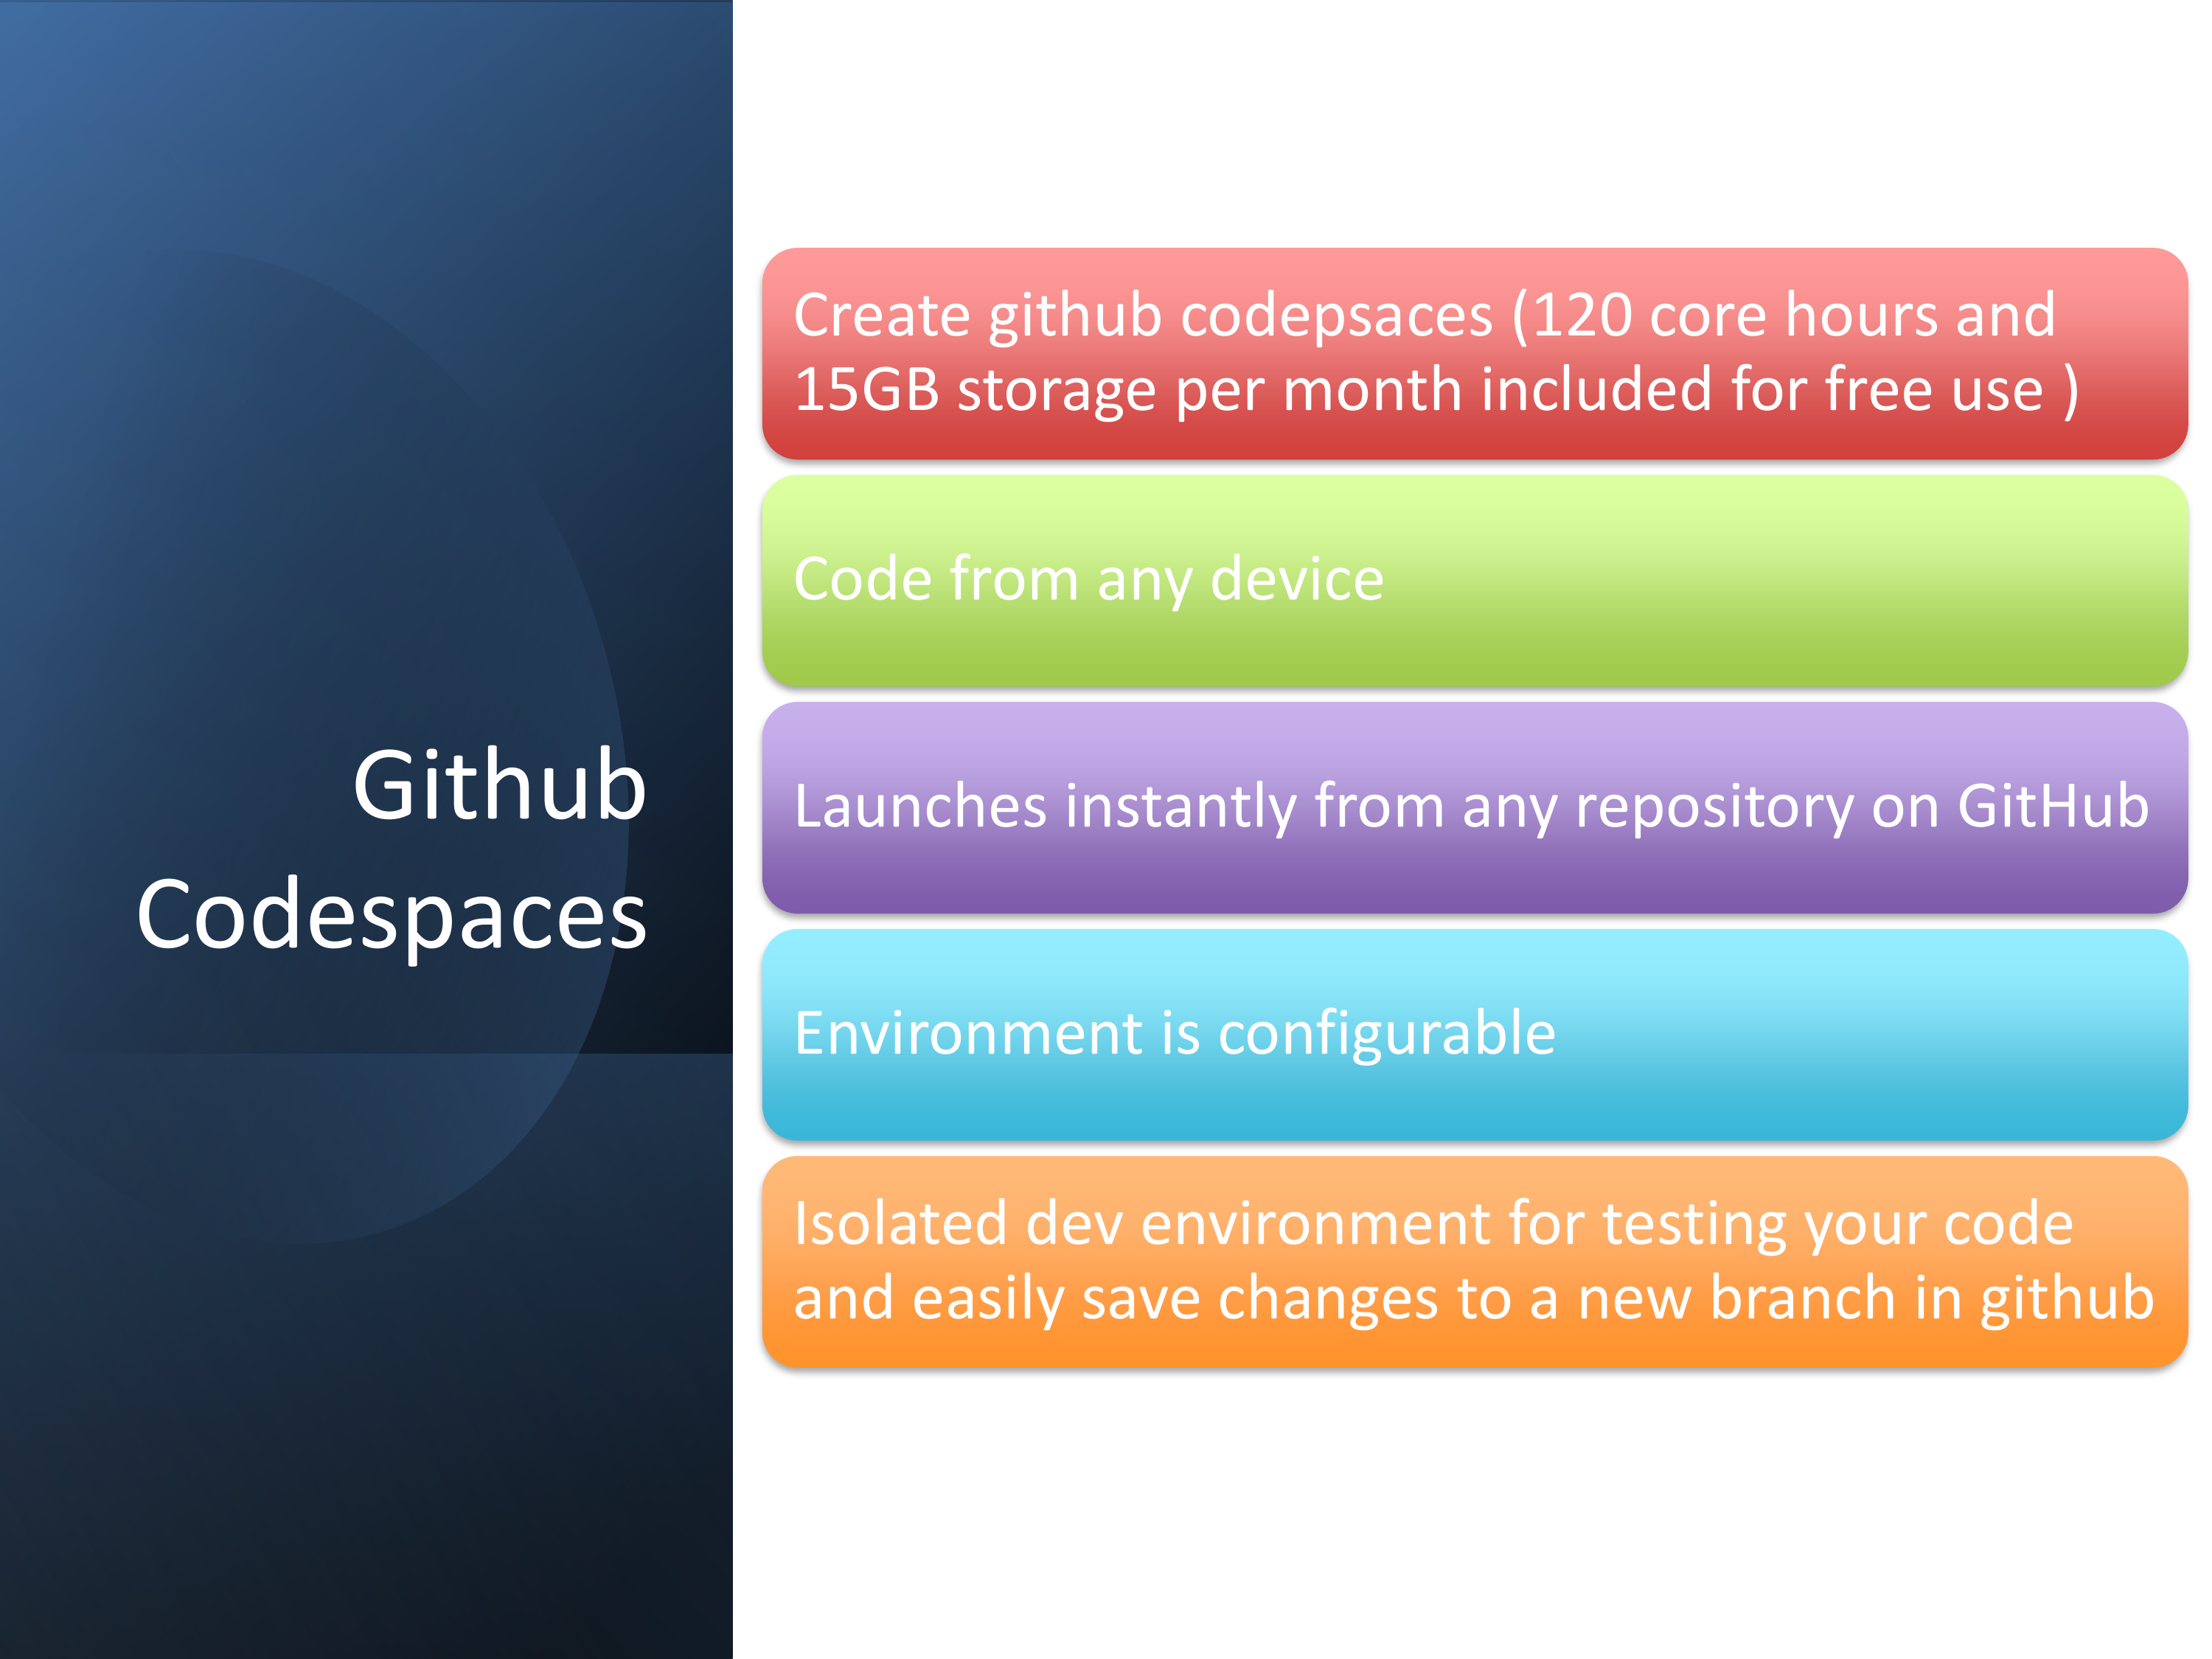 Github
Codespaces
Create github codepsaces (120 core hours and
15GB storage per month included for free use )
Code from any device
Launches instantly from any repository on GitHub
Environment is configurable
Isolated dev environment for testing your code
and easily save changes to a new branch in github